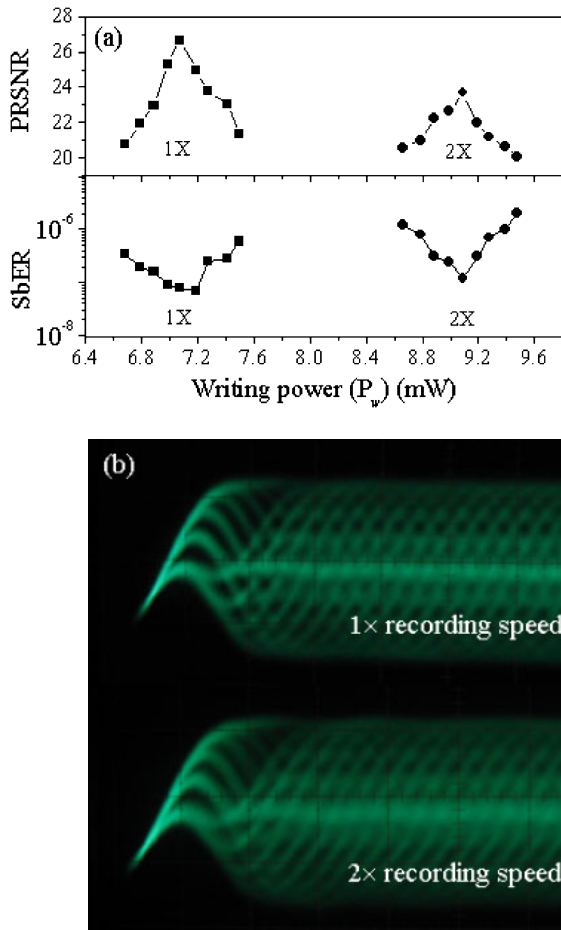 (a)
PRSNR
28
26
24
22
20
1X
2X
SbER
10⁻⁶
10⁻⁸
1X
2X
6.4 6.8 7.2 7.6 8.0 8.4 8.8 9.2 9.6
Writing power (P_w) (mW)
(b)
1× recording speed
2× recording speed